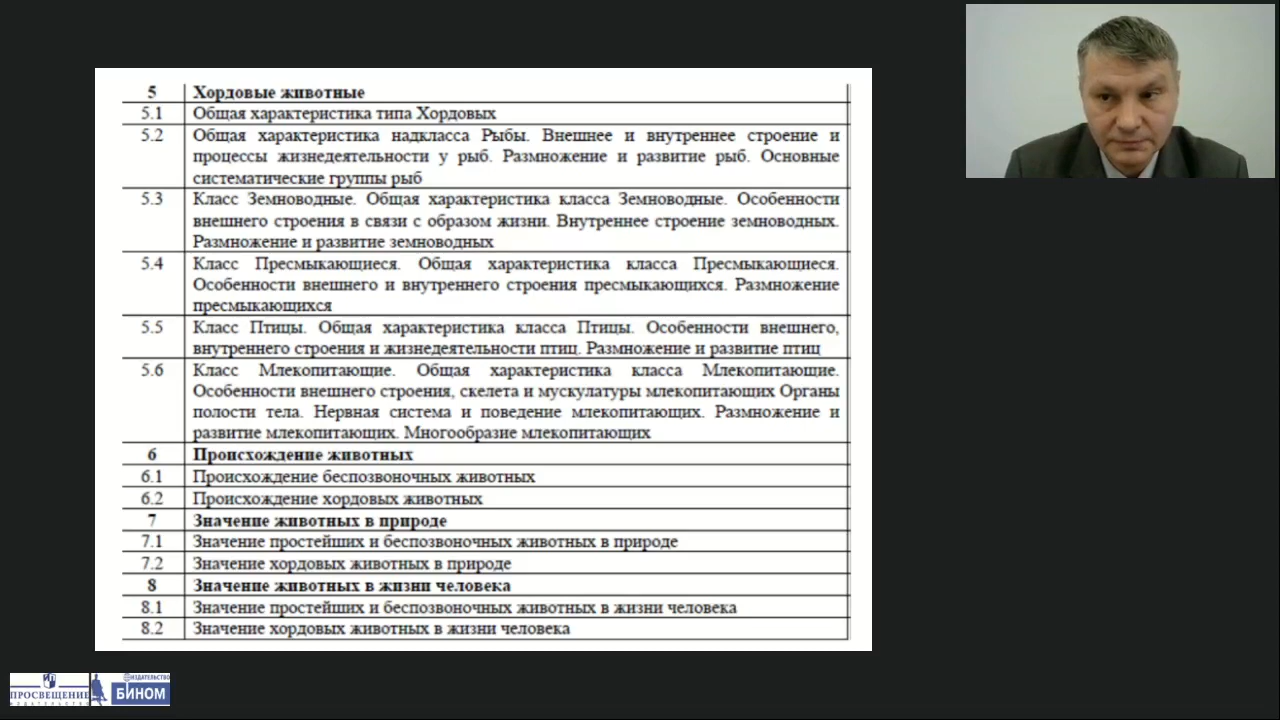 5 Хордовые животные
5.1 Общая характеристика типа Хордовых
5.2 Общая характеристика надкласса Рыбы. Внешнее и внутреннее строение и
процессы жизнедеятельности у рыб. Размножение и развитие рыб. Основные
систематические группы рыб
5.3 Класс Земноводные. Общая характеристика класса Земноводные. Особенности
внешнего строения в связи с образом жизни. Внутреннее строение земноводных.
Размножение и развитие земноводных
5.4 Класс Пресмыкающиеся. Общая характеристика класса Пресмыкающиеся.
Особенности внешнего и внутреннего строения пресмыкающихся. Размножение
пресмыкающихся
5.5 Класс Птицы. Общая характеристика класса Птицы. Особенности внешнего,
внутреннего строения и жизнедеятельности птиц. Размножение и развитие птиц
5.6 Класс Млекопитающие. Общая характеристика класса Млекопитающие.
Особенности внешнего строения, скелета и мускулатуры млекопитающих Органы
полости тела. Нервная система и поведение млекопитающих. Размножение и
развитие млекопитающих. Многообразие млекопитающих
6 Происхождение животных
6.1 Происхождение беспозвоночных животных
6.2 Происхождение хордовых животных
7 Значение животных в природе
7.1 Значение простейших и беспозвоночных животных в природе
7.2 Значение хордовых животных в природе
8 Значение животных в жизни человека
8.1 Значение простейших и беспозвоночных животных в жизни человека
8.2 Значение хордовых животных в жизни человека
ПРОСВЕЩЕНИЕ
ИЗДАТЕЛЬСТВО
ИЗДАТЕЛЬСТВО
БИНОМ